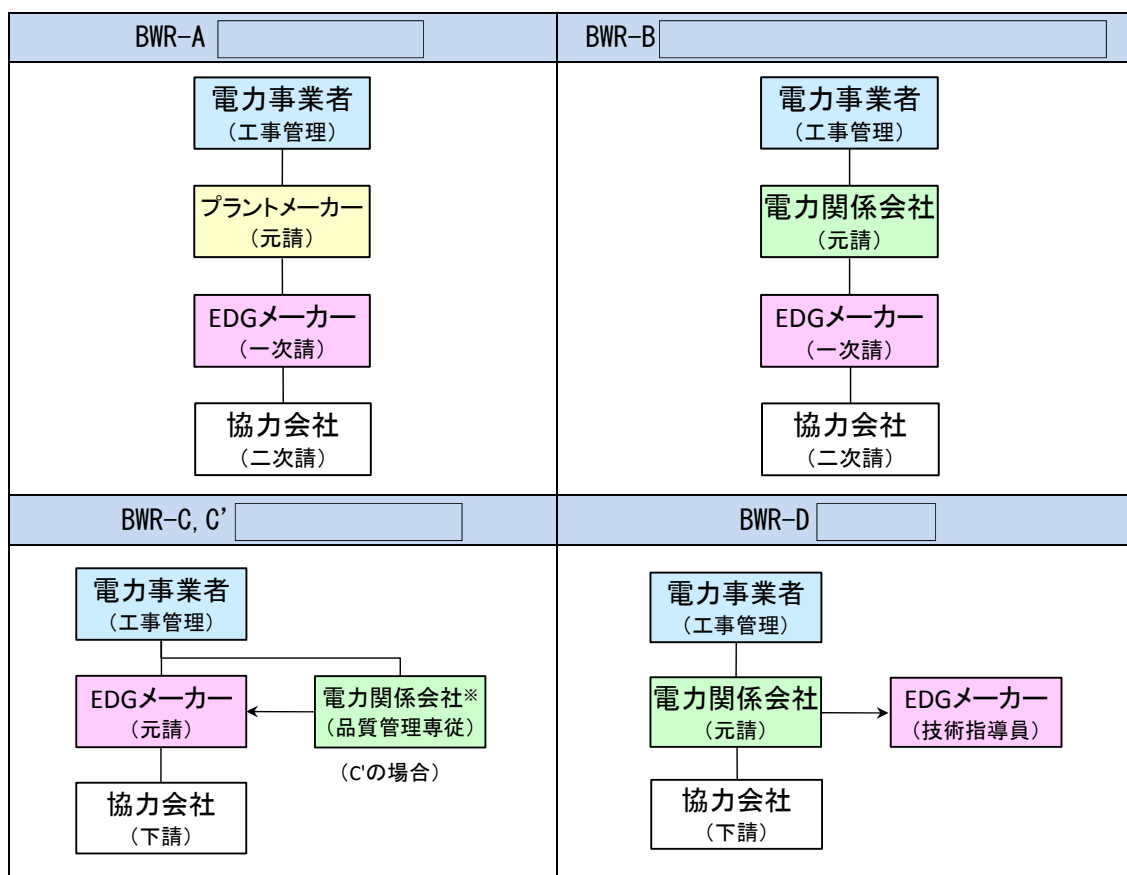 BWR-A
BWR-B
電力事業者
（工事管理）
プラントメーカー
（元請）
EDGメーカー
（一次請）
協力会社
（二次請）
電力事業者
（工事管理）
電力関係会社
（元請）
EDGメーカー
（一次請）
協力会社
（二次請）
BWR-C, C’
BWR-D
電力事業者
（工事管理）
EDGメーカー
（元請）
電力関係会社※
（品質管理専従）
（C'の場合）
協力会社
（下請）
電力事業者
（工事管理）
電力関係会社
（元請）
EDGメーカー
（技術指導員）
協力会社
（下請）